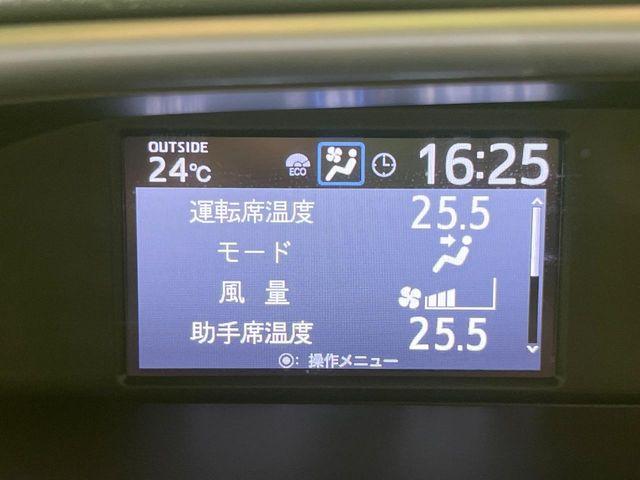 OUTSIDE
24℃ ECO 16:25
運転席温度 25.5
モード
風量
助手席温度 25.5
◉: 操作メニュー